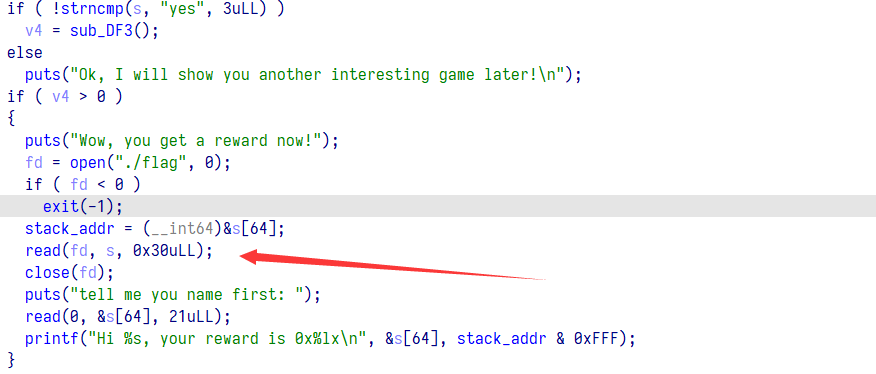 if ( !strncmp(s, "yes", 3uLL) )
v4 = sub_DF3();
else
puts("Ok, I will show you another interesting game later!\n");
if ( v4 > 0 )
{
puts("Wow, you get a reward now!");
fd = open("./flag", 0);
if ( fd < 0 )
exit(-1);
stack_addr = (__int64)&s[64];
read(fd, s, 0x30uLL);
close(fd);
puts("tell me you name first: ");
read(0, &s[64], 21uLL);
printf("Hi %s, your reward is 0x%lx\n", &s[64], stack_addr & 0xFFF);
}